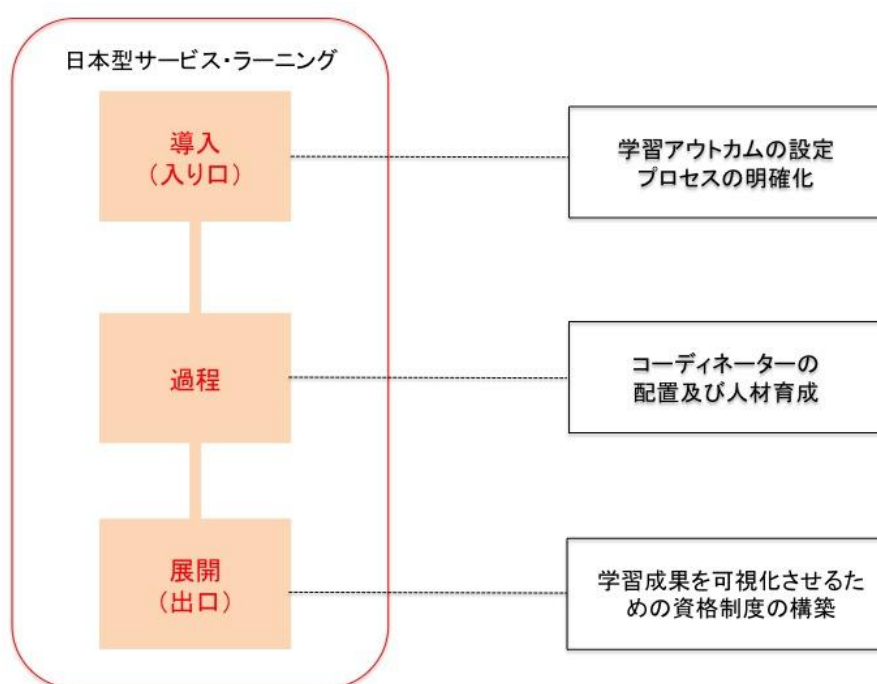 日本型サービス・ラーニング
導入
(入り口)
学習アウトカムの設定
プロセスの明確化
過程
コーディネーターの
配置及び人材育成
展開
(出口)
学習成果を可視化させるた
めの資格制度の構築